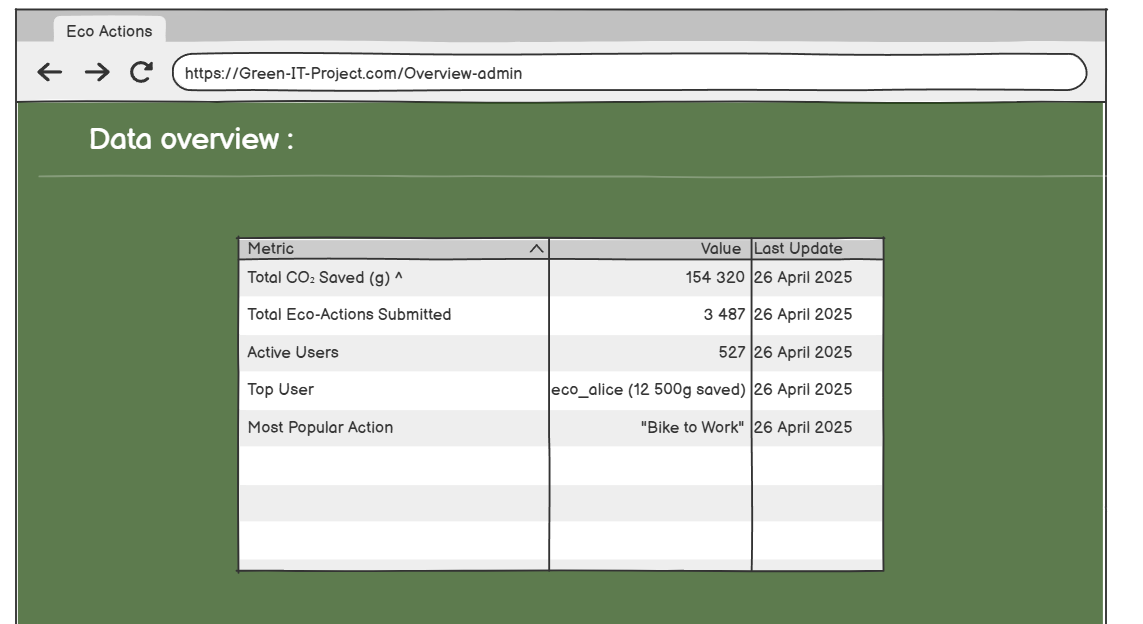 Eco Actions
https://Green-IT-Project.com/Overview-admin
Data overview :
Metric Value Last Update
Total CO₂ Saved (g) ^ 154 320 26 April 2025
Total Eco-Actions Submitted 3 487 26 April 2025
Active Users 527 26 April 2025
Top User eco_alice (12 500g saved) 26 April 2025
Most Popular Action "Bike to Work" 26 April 2025